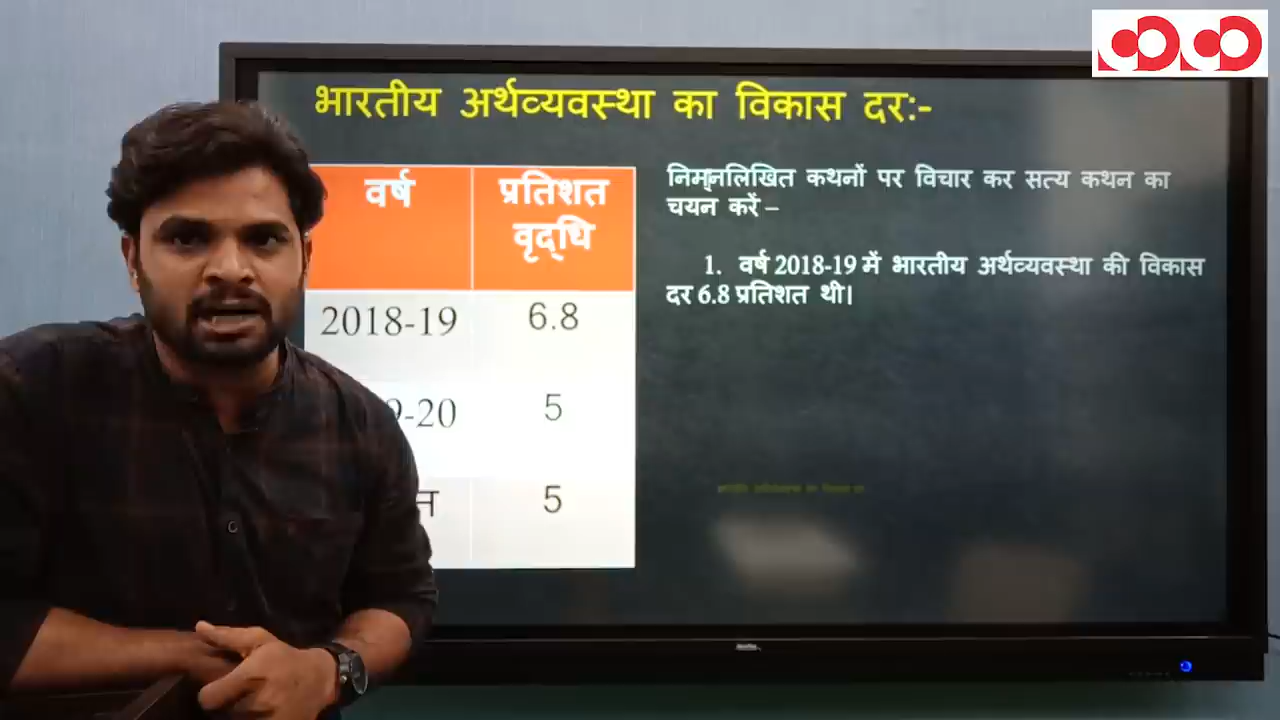 भारतीय अर्थव्यवस्था का विकास दर:-
वर्ष
प्रतिशत
वृद्धि
2018-19
6.8
9-20
5
न
5
निम्नलिखित कथनों पर विचार कर सत्य कथन का
चयन करें –
1. वर्ष 2018-19 में भारतीय अर्थव्यवस्था की विकास
दर 6.8 प्रतिशत थी।